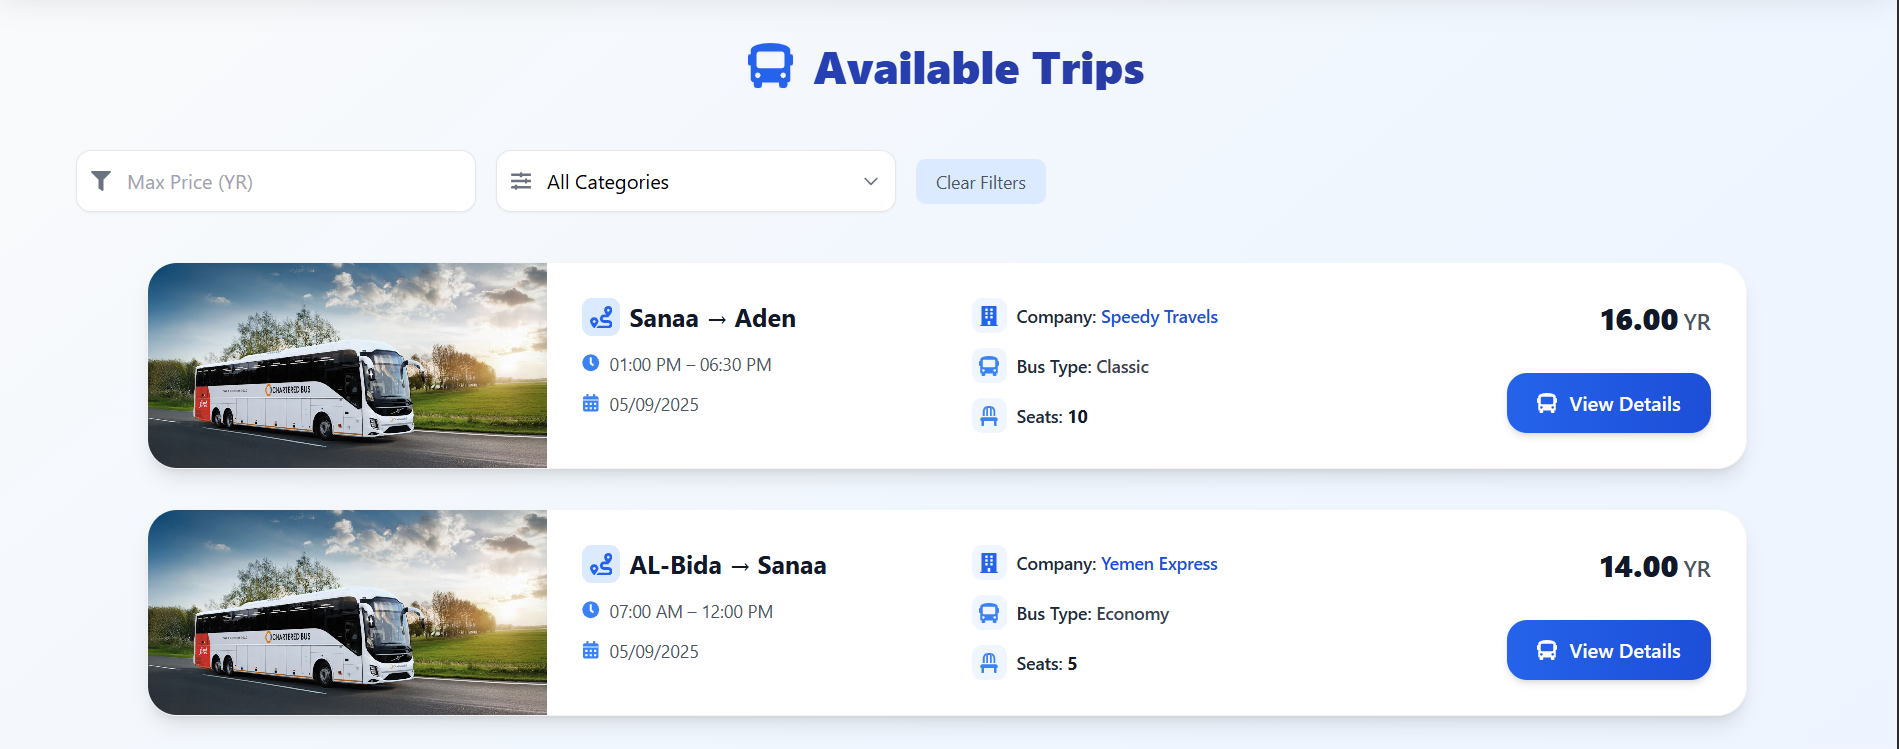 Available Trips
Max Price (YR)
All Categories
Clear Filters
CHARTERED BUS
Sanaa → Aden
01:00 PM – 06:30 PM
05/09/2025
Company: Speedy Travels
Bus Type: Classic
Seats: 10
16.00 YR
View Details
CHARTERED BUS
AL-Bida → Sanaa
07:00 AM – 12:00 PM
05/09/2025
Company: Yemen Express
Bus Type: Economy
Seats: 5
14.00 YR
View Details